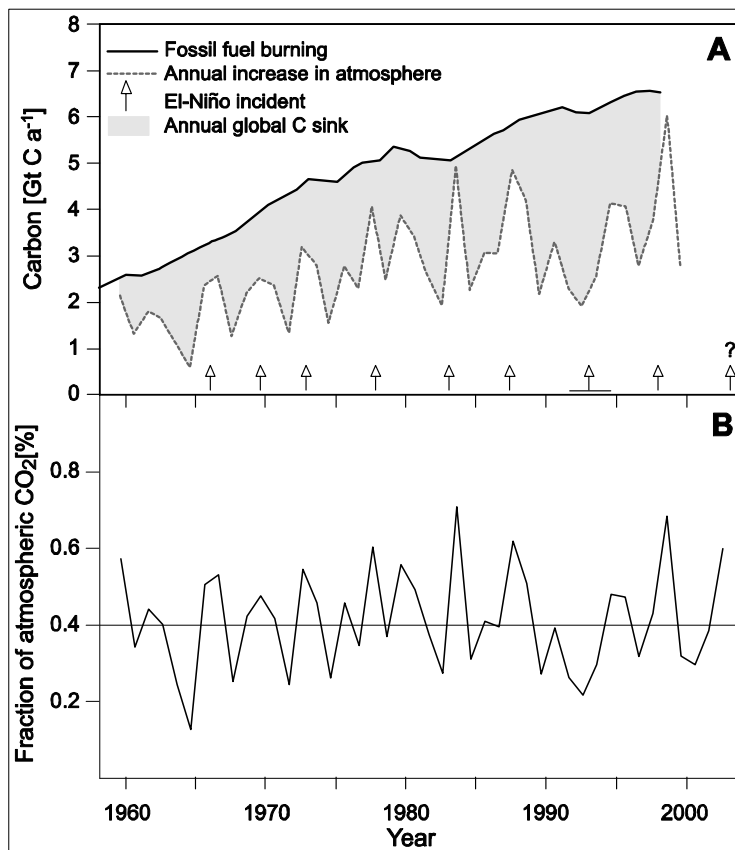 A
Fossil fuel burning
Annual increase in atmosphere
El-Niño incident
Annual global C sink
Carbon [Gt C a⁻¹]
8
7
6
5
4
3
2
1
0
?
B
Fraction of atmospheric CO₂[%]
0.8
0.6
0.4
0.2
1960 1970 1980 1990 2000
Year